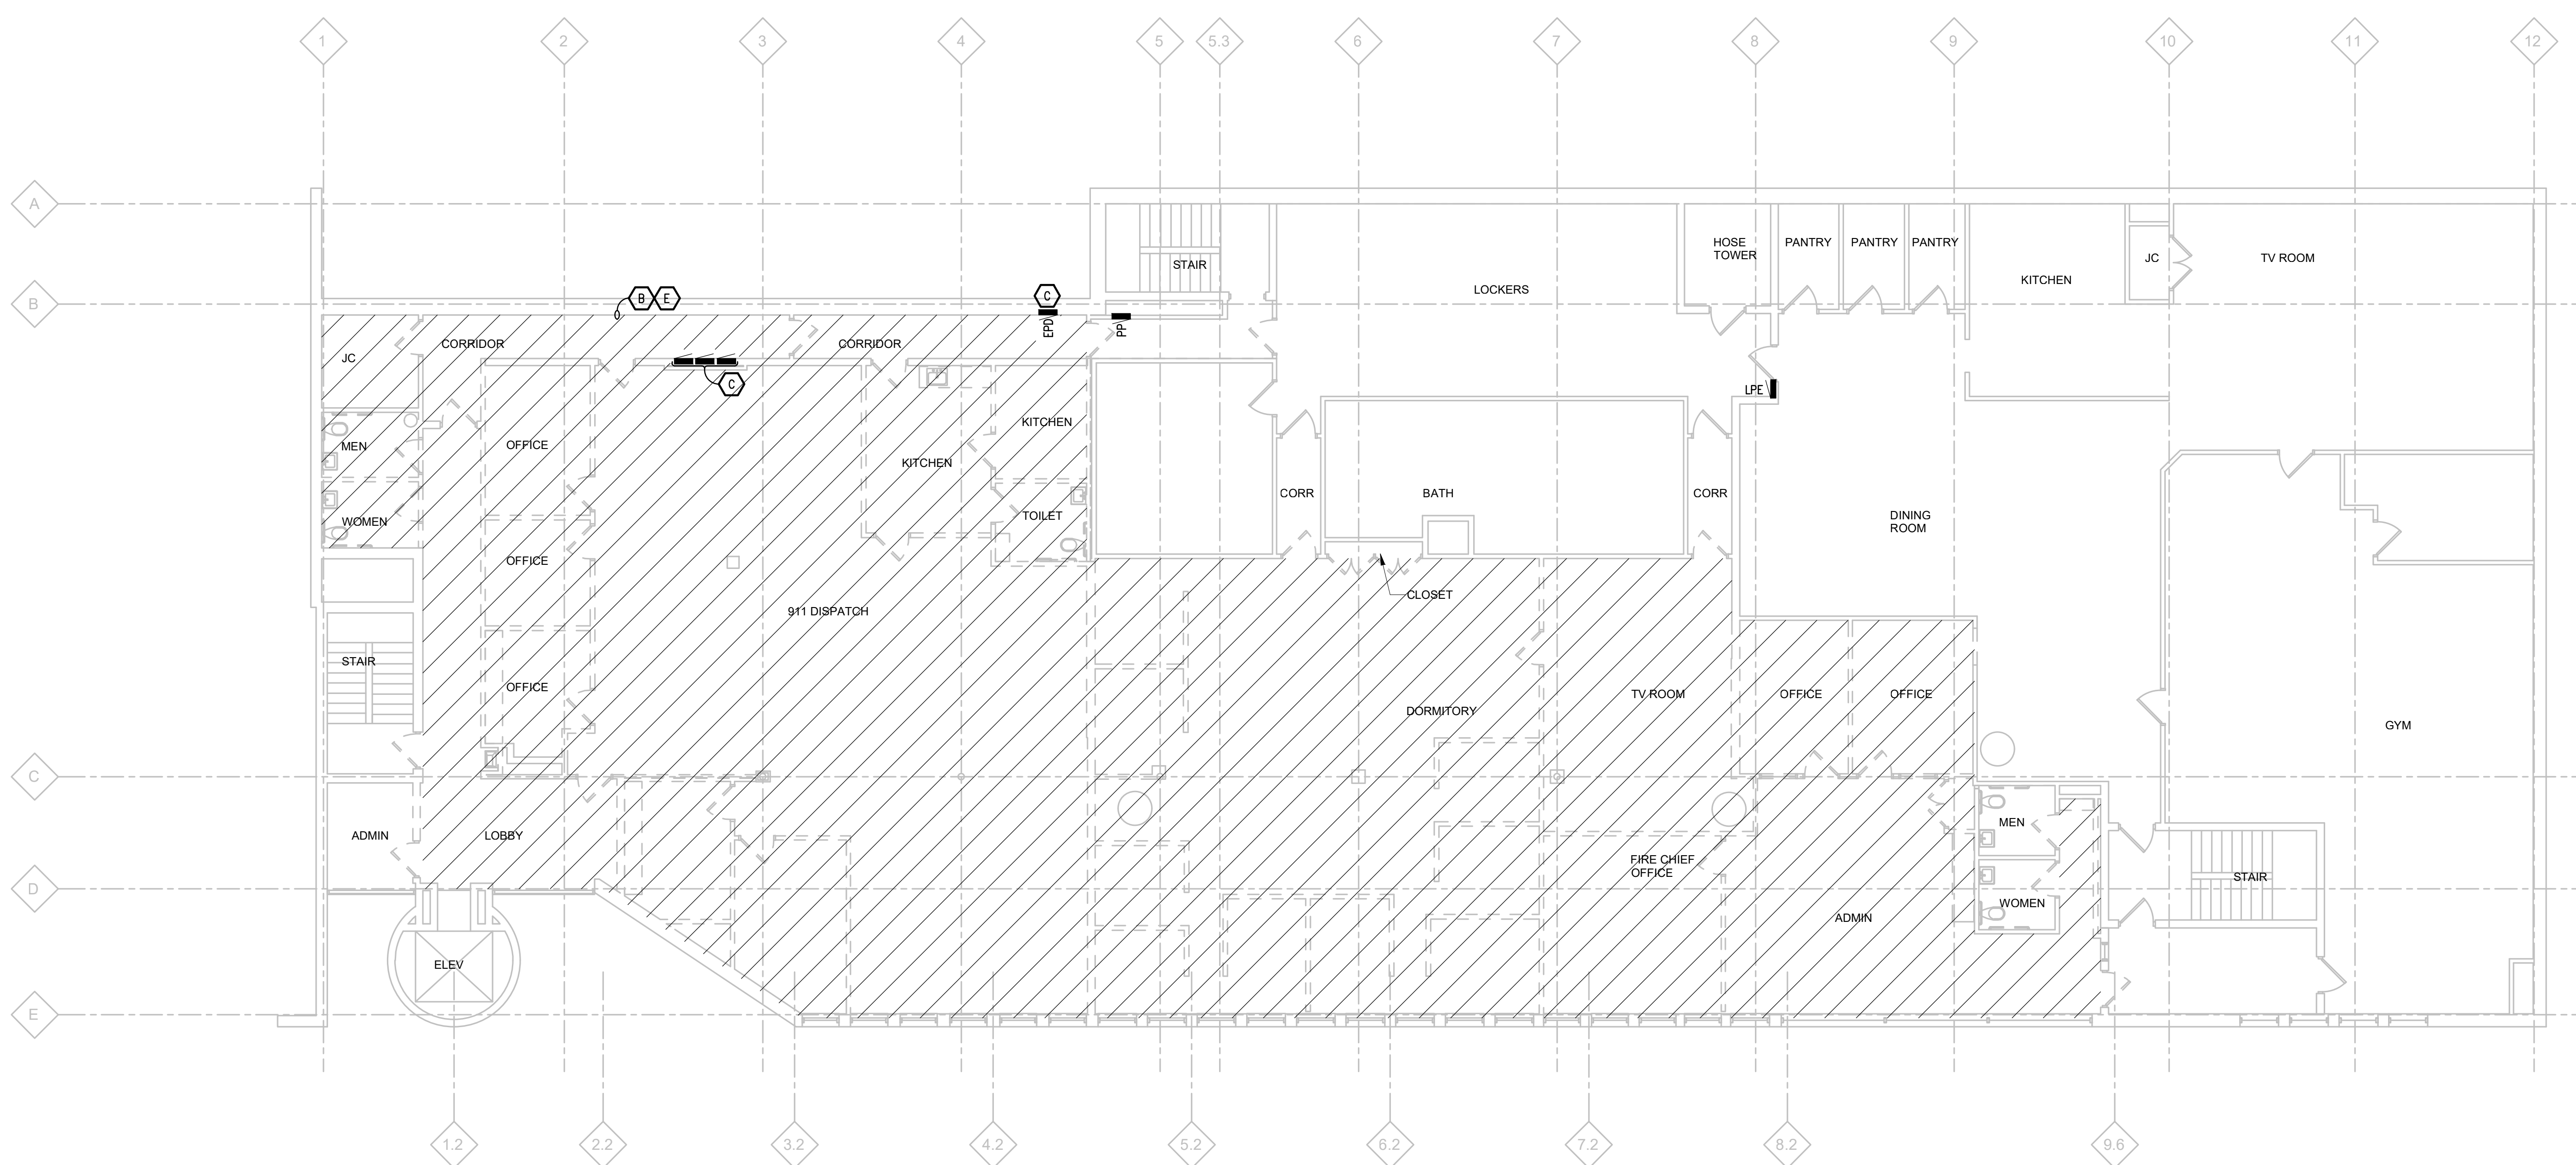 1 2 3 4 5 5.3 6 7 8 9 10 11 12
A
HOSE
TOWER
PANTRY PANTRY PANTRY
STAIR
JC
TV ROOM
KITCHEN
LOCKERS
B
B E
C
EPD
PP
JC
CORRIDOR
CORRIDOR
C
LPE
KITCHEN
MEN
OFFICE
KITCHEN
CORR
BATH
CORR
WOMEN
TOILET
DINING
ROOM
OFFICE
CLOSET
911 DISPATCH
STAIR
OFFICE
TV ROOM
OFFICE
OFFICE
DORMITORY
GYM
C
ADMIN
LOBBY
MEN
FIRE CHIEF
OFFICE
STAIR
D
WOMEN
ADMIN
ELEV
E
1.2 2.2 3.2 4.2 5.2 6.2 7.2 8.2 9.6